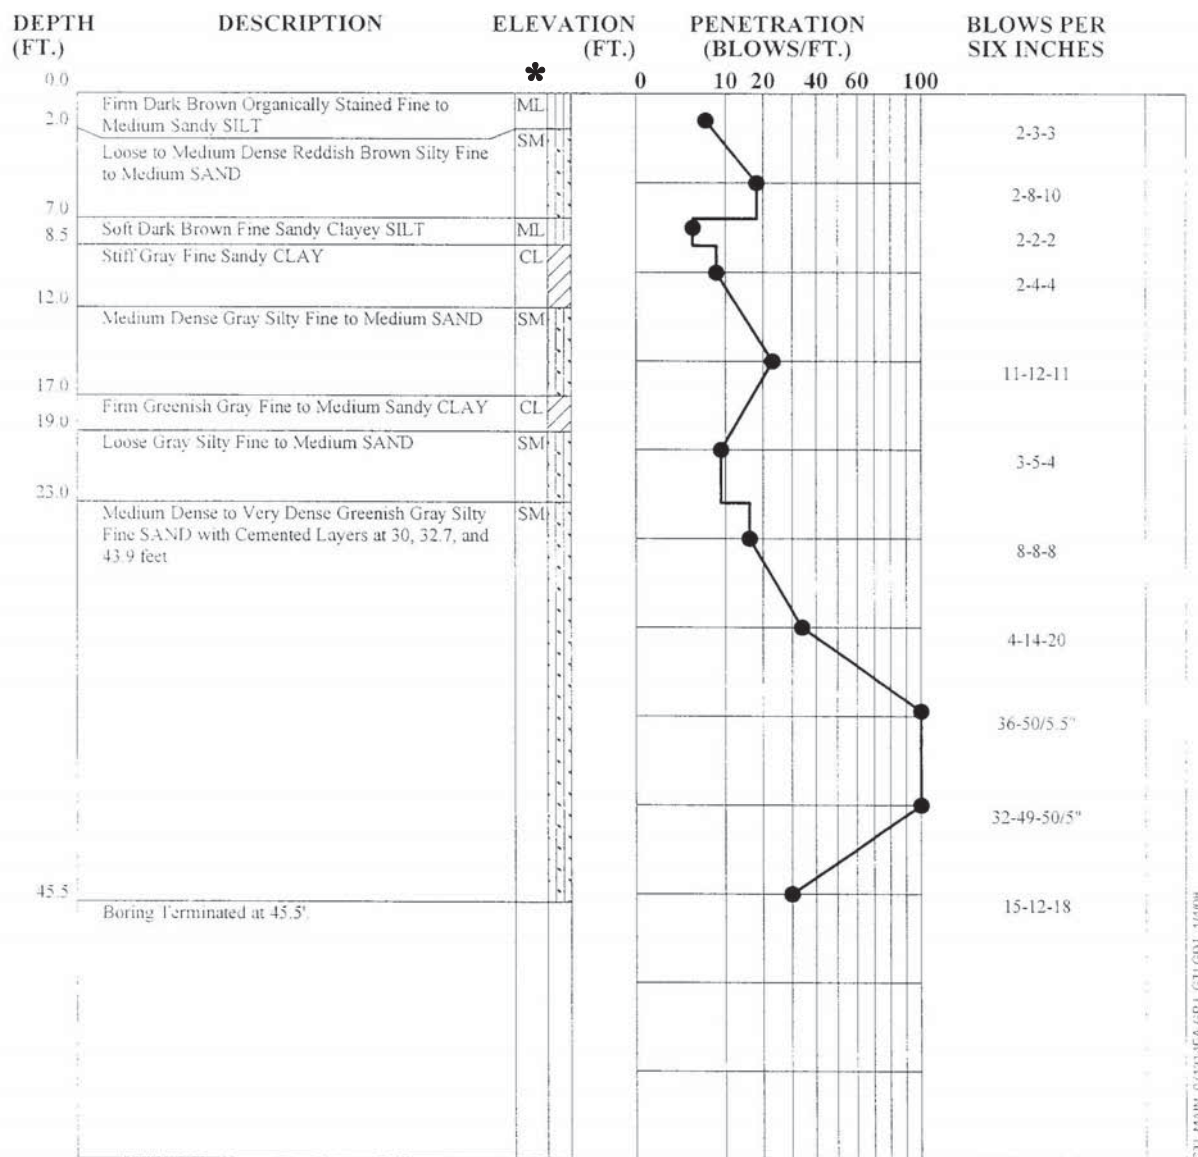 DEPTH DESCRIPTION ELEVATION PENETRATION BLOWS PER
(FT.) (FT.) (BLOWS/FT.) SIX INCHES
0.0 * 0 10 20 40 60 100
Firm Dark Brown Organically Stained Fine to ML
2.0 Medium Sandy SILT 2-3-3
SM
Loose to Medium Dense Reddish Brown Silty Fine
to Medium SAND
2-8-10
7.0
8.5 Soft Dark Brown Fine Sandy Clayey SILT ML 2-2-2
Stiff Gray Fine Sandy CLAY CL
2-4-4
12.0
Medium Dense Gray Silty Fine to Medium SAND SM
11-12-11
17.0
Firm Greenish Gray Fine to Medium Sandy CLAY CL
19.0
Loose Gray Silty Fine to Medium SAND SM
3-5-4
23.0
Medium Dense to Very Dense Greenish Gray Silty SM
Fine SAND with Cemented Layers at 30, 32.7, and
43.9 feet 8-8-8
4-14-20
36-50/5.5"
32-49-50/5"
45.5
Boring Terminated at 45.5'. 15-12-18